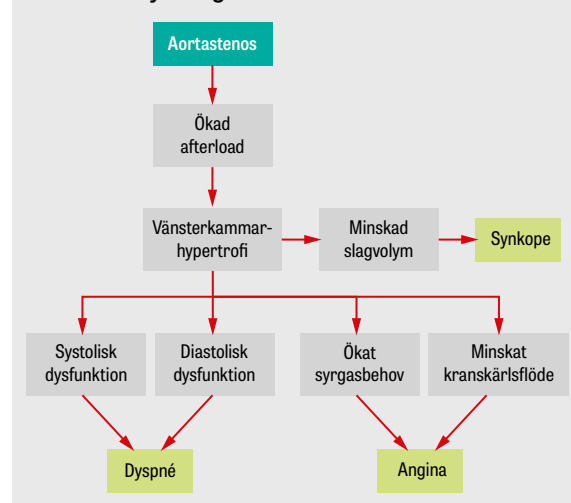 Aortastenos
Ökad
afterload
Vänsterkammar-
hypertrofi
Minskad
slagvolym
Synkope
Systolisk
dysfunktion
Diastolisk
dysfunktion
Ökat
syrgasbehov
Minskat
kranskärlsflöde
Dyspné
Angina